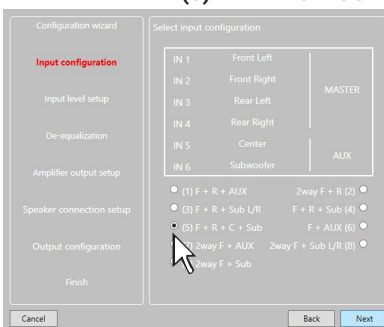 Configuration wizard
Input configuration
Input level setup
De-equalization
Amplifier output setup
Speaker connection setup
Output configuration
Finish
Select input configuration
IN 1 Front Left
IN 2 Front Right
IN 3 Rear Left
IN 4 Rear Right
MASTER
IN 5 Center
IN 6 Subwoofer
AUX
(1) F + R + AUX 2way F + R (2)
(3) F + R + Sub L/R F + R + Sub (4)
(5) F + R + C + Sub F + AUX (6)
2way F + AUX 2way F + Sub L/R (8)
2way F + Sub
Cancel Back Next